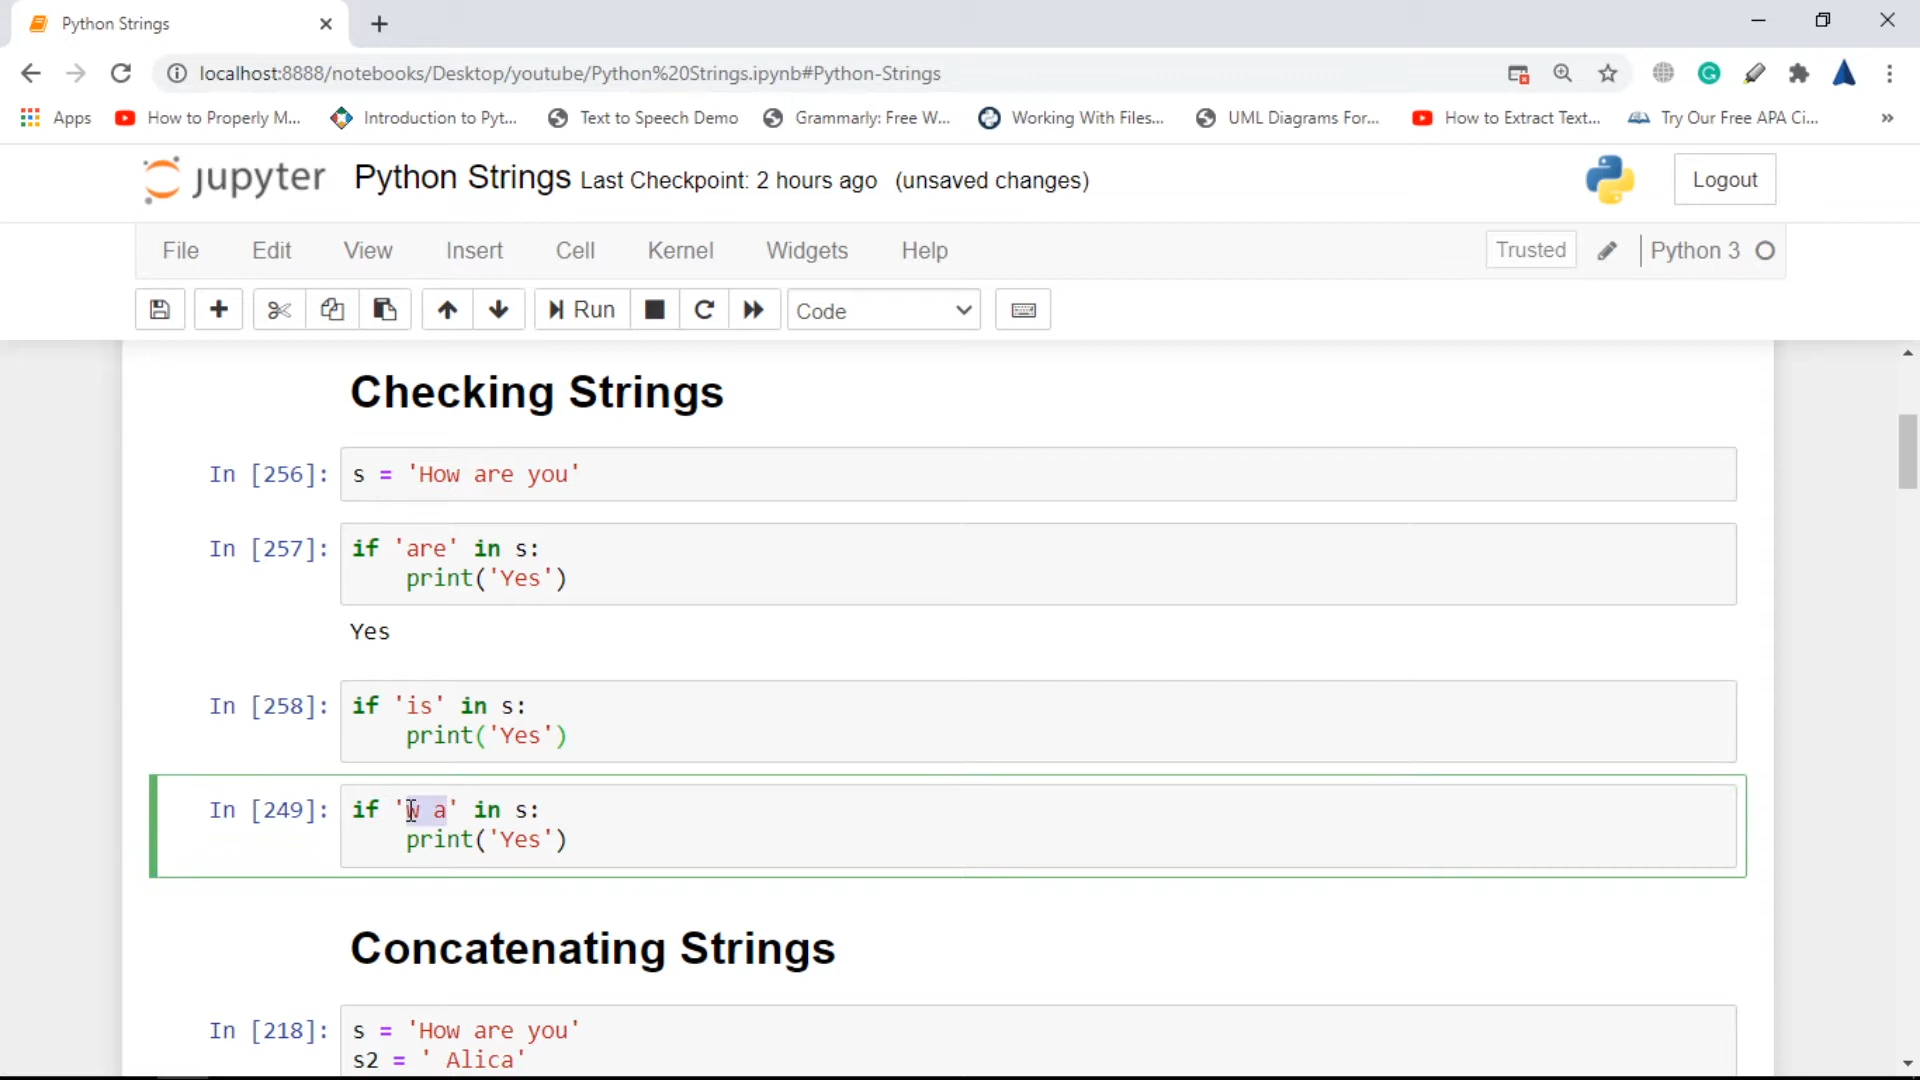 Python Strings
localhost:8888/notebooks/Desktop/youtube/Python%20Strings.ipynb#Python-Strings
Apps How to Properly M... Introduction to Pyt... Text to Speech Demo Grammarly: Free W... Working With Files... UML Diagrams For... How to Extract Text... Try Our Free APA Ci... »
jupyter Python Strings Last Checkpoint: 2 hours ago (unsaved changes) Logout
File Edit View Insert Cell Kernel Widgets Help Trusted Python 3
Run Code
Checking Strings
In [256]: s = 'How are you'
In [257]: if 'are' in s:
print('Yes')
Yes
In [258]: if 'is' in s:
print('Yes')
In [249]: if 'w a' in s:
print('Yes')
Concatenating Strings
In [218]: s = 'How are you'
s2 = ' Alica'